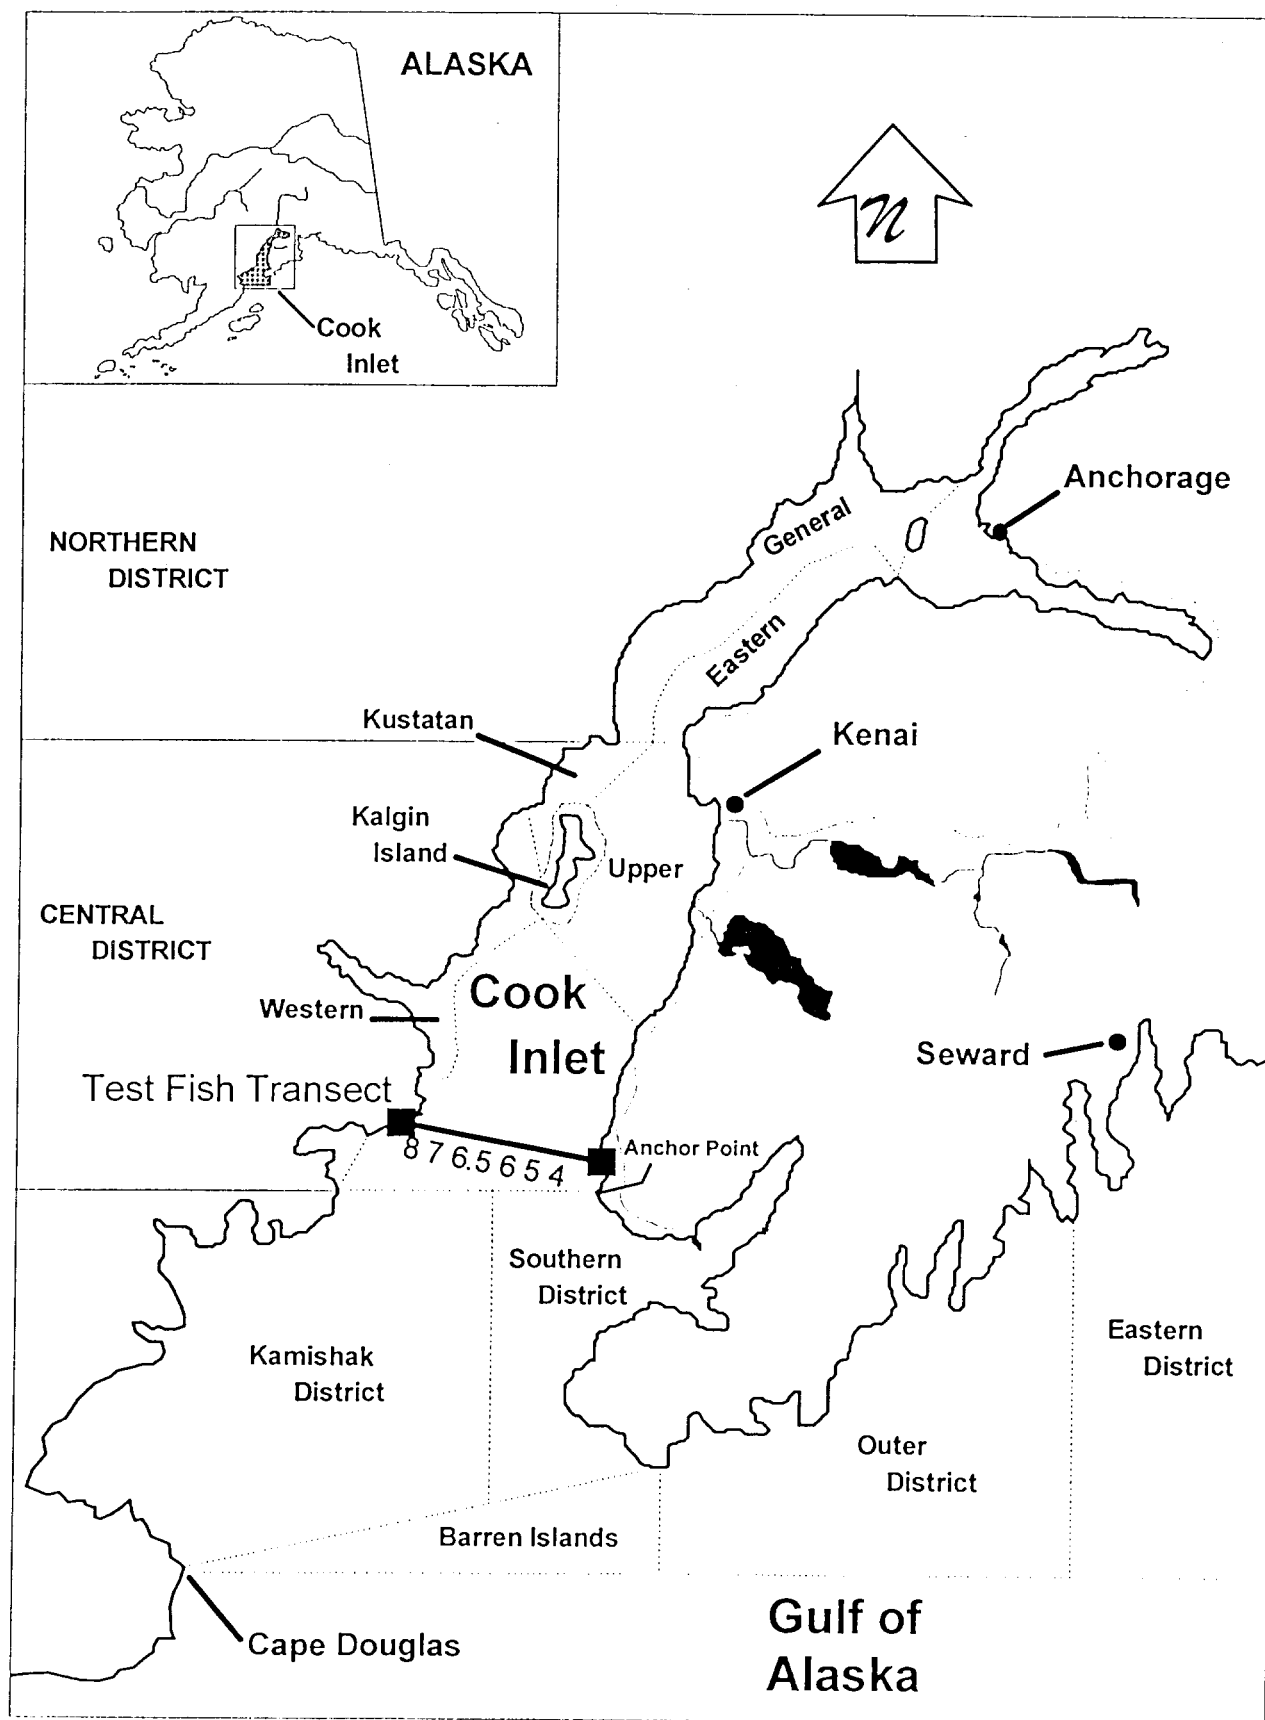 ALASKA
n
Cook
Inlet
Anchorage
General
NORTHERN
DISTRICT
Eastern
Kustatan
Kenai
Kalgin
Island
Upper
CENTRAL
DISTRICT
Cook
Inlet
Western
Seward
Test Fish Transect
8 7 6.5 6 5 4
Anchor Point
Southern
District
Kamishak
District
Eastern
District
Outer
District
Barren Islands
Gulf of
Alaska
Cape Douglas